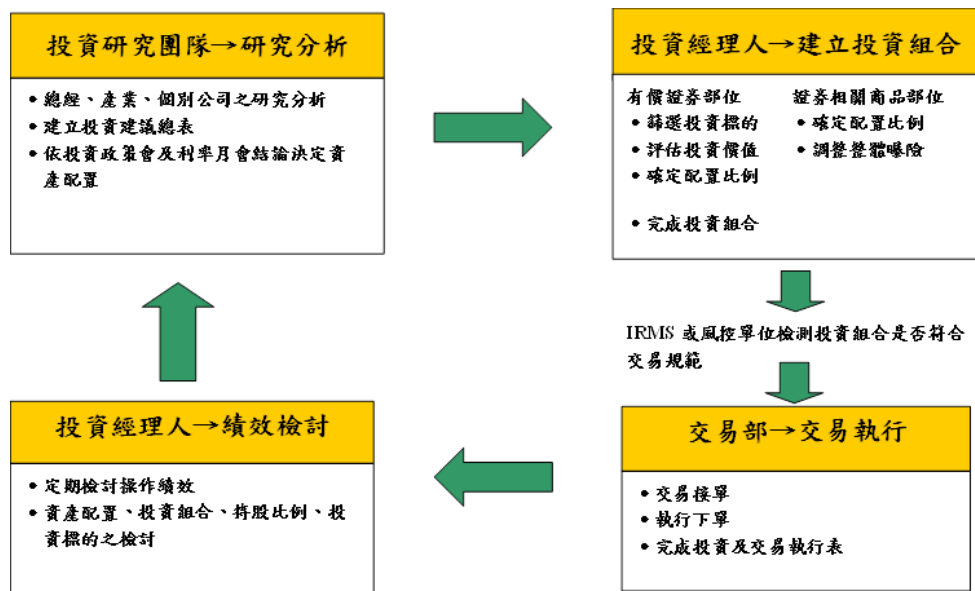 投資研究團隊→研究分析
• 總經、產業、個別公司之研究分析
• 建立投資建議總表
• 依投資政策會及利率月會結論決定資
產配置
投資經理人→建立投資組合
有價證券部位
• 篩選投資標的
• 評估投資價值
• 確定配置比例
• 完成投資組合
證券相關商品部位
• 確定配置比例
• 調整整體曝險
IRMS 或風控單位檢測投資組合是否符合
交易規範
交易部→交易執行
• 交易接單
• 執行下單
• 完成投資及交易執行表
投資經理人→績效檢討
• 定期檢討操作績效
• 資產配置、投資組合、持股比例、投
資標的之檢討